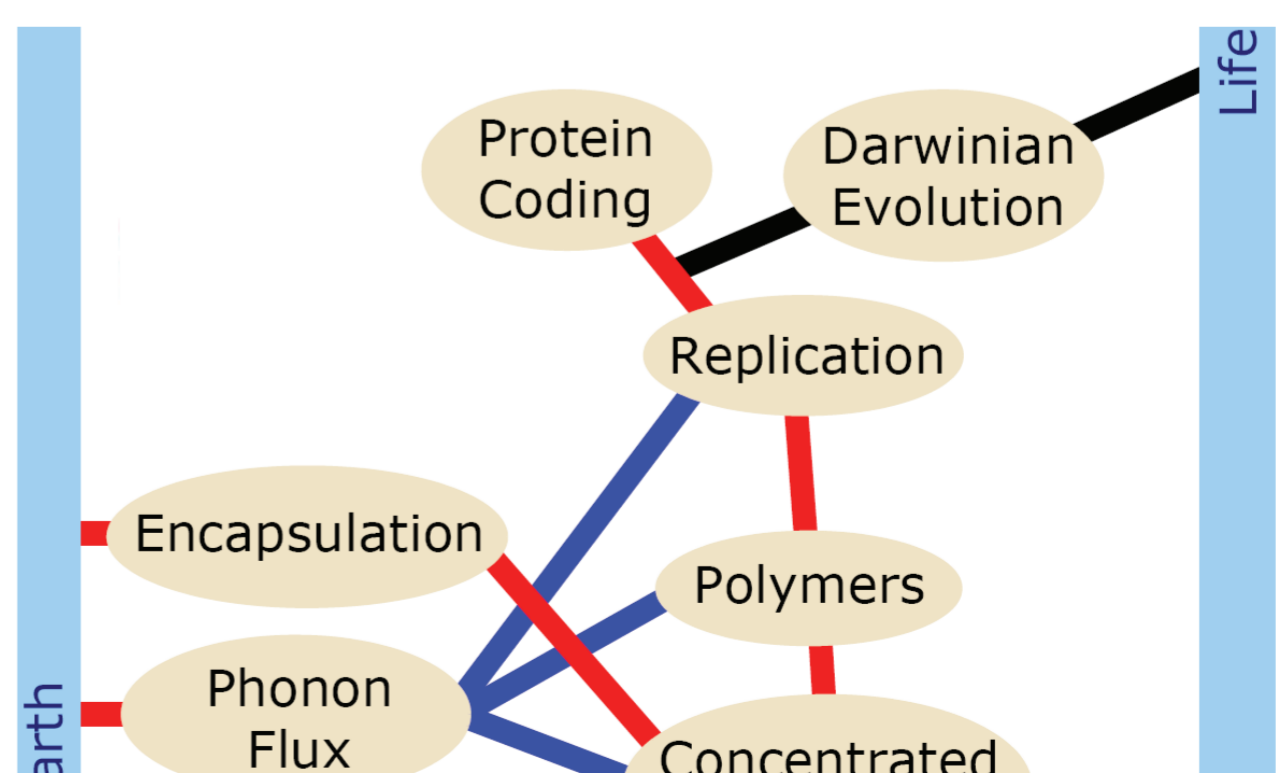 Life
Protein
Coding
Darwinian
Evolution
Replication
Encapsulation
Polymers
Phonon
Flux
Concentrated
arth